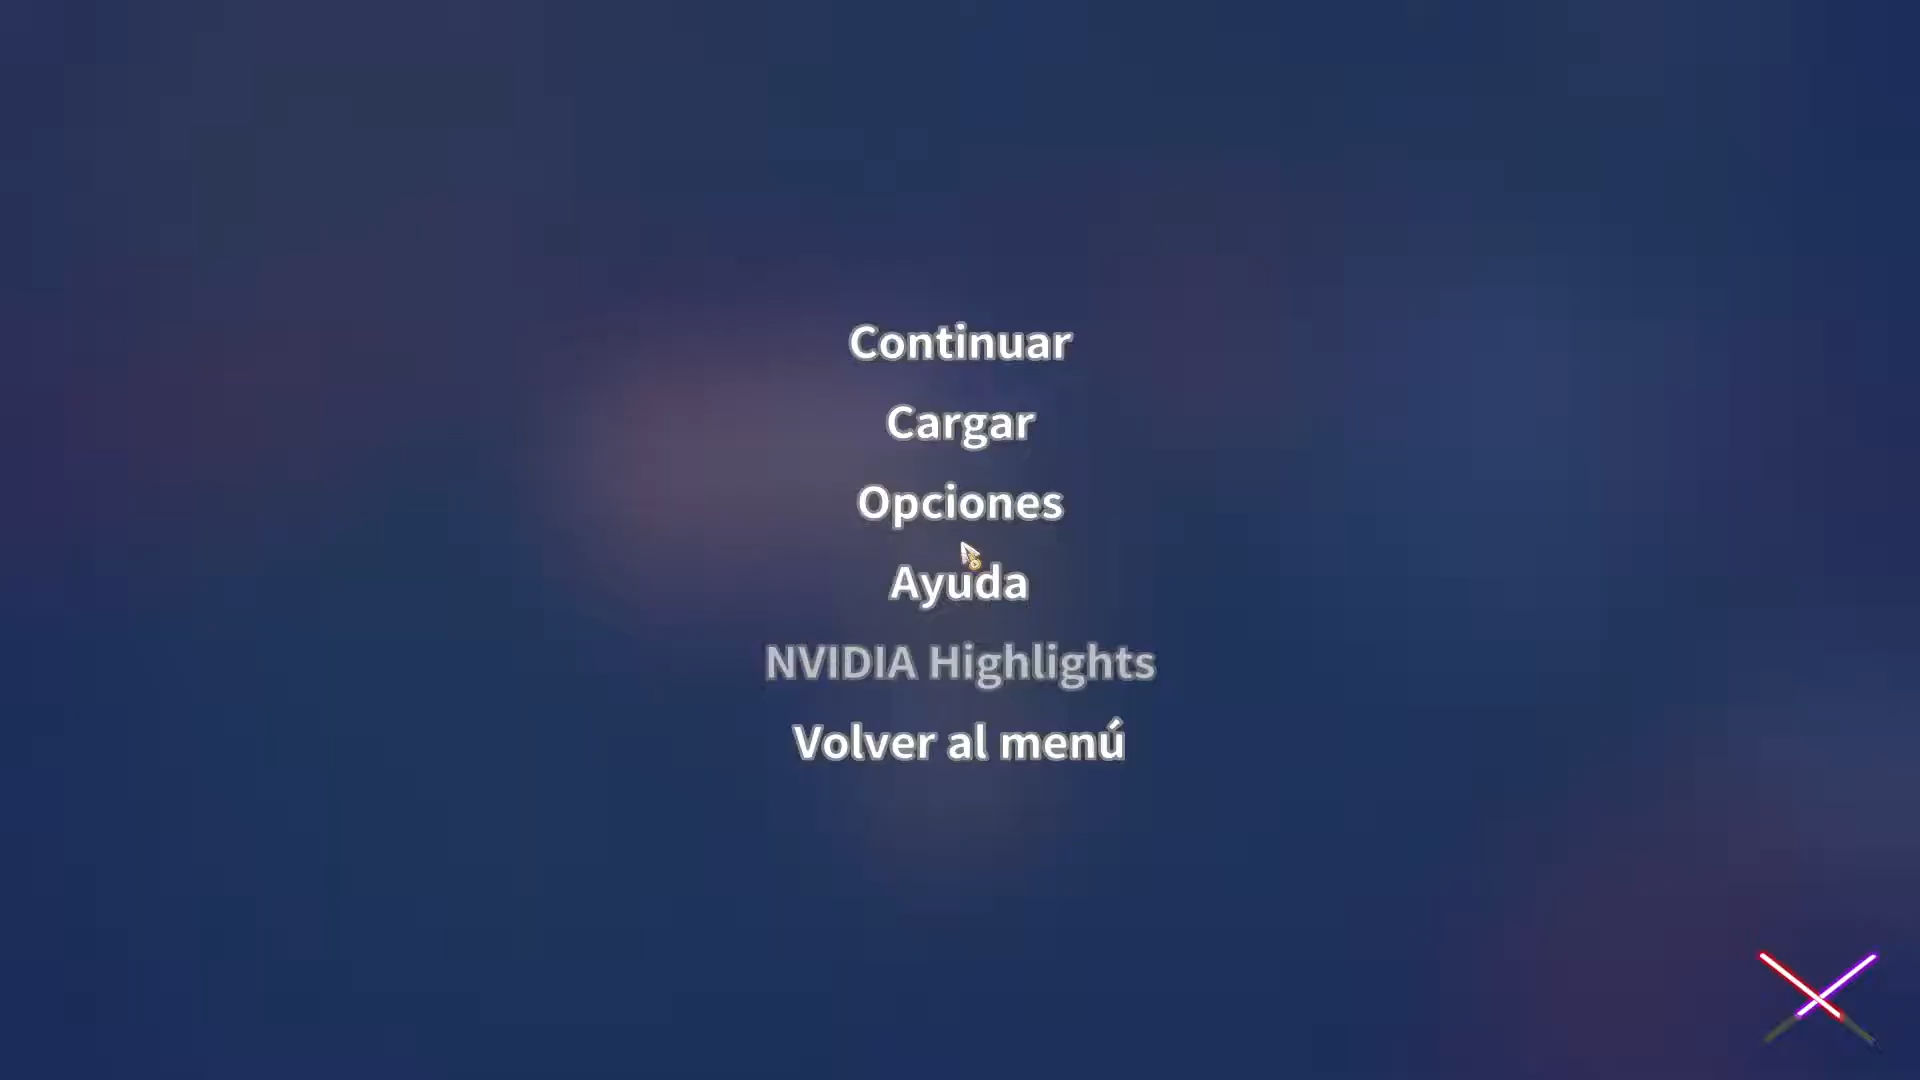 Continuar
Cargar
Opciones
Ayuda
NVIDIA Highlights
Volver al menú